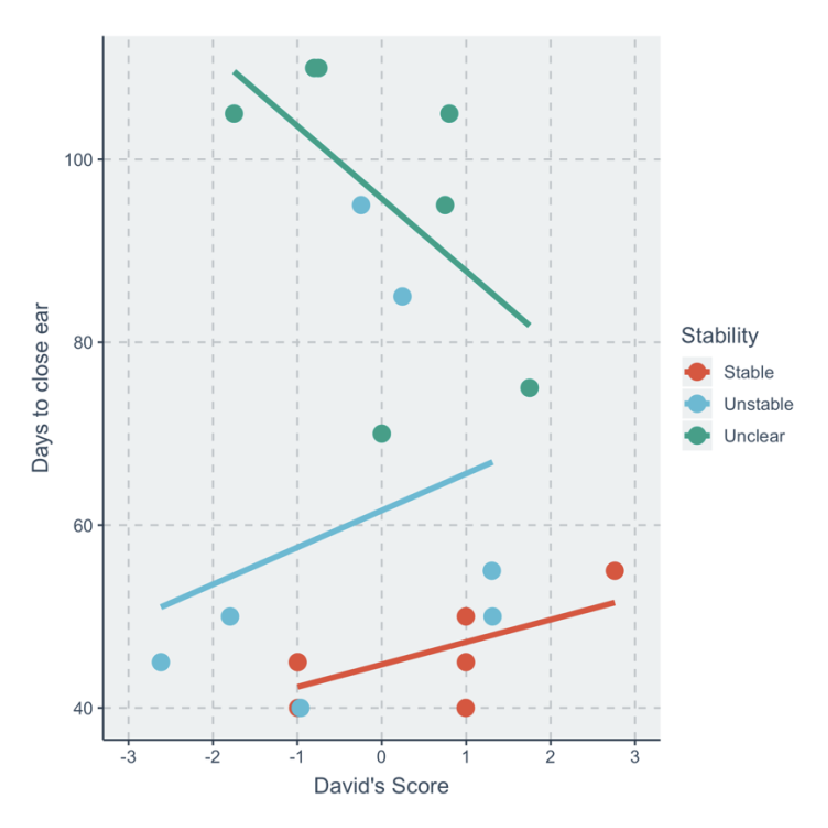 100
80
60
40
-3 -2 -1 0 1 2 3
David's Score
Days to close ear
Stability
Stable
Unstable
Unclear